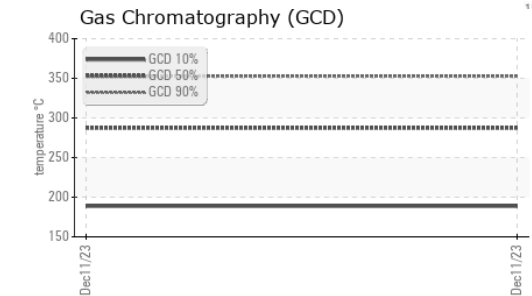 Gas Chromatography (GCD)
400
350
300
250
200
150
temperature °C
GCD 10%
GCD 50%
GCD 90%
Dec11/23
Dec11/23